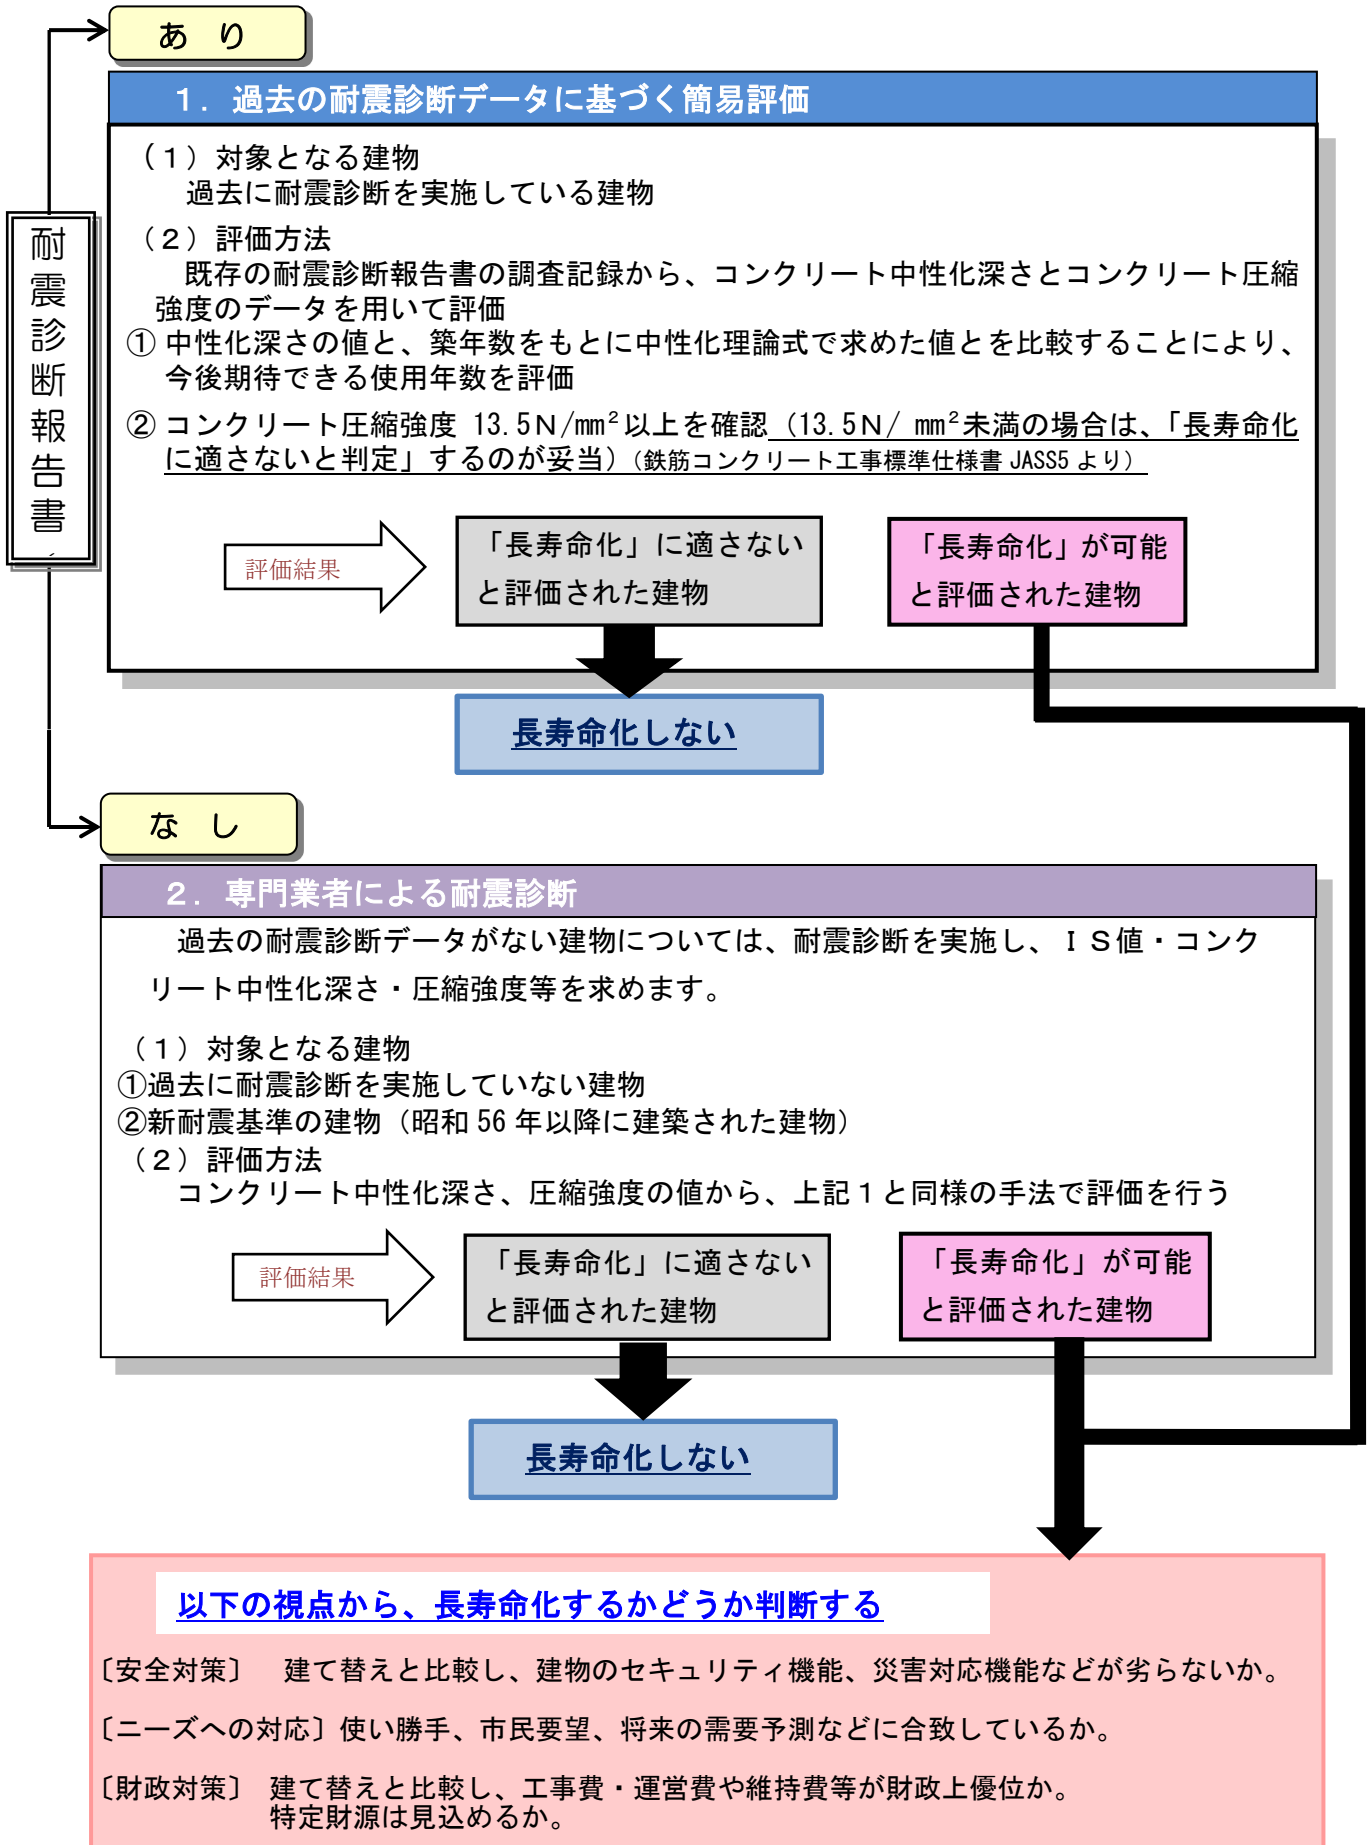 あ り
1．過去の耐震診断データに基づく簡易評価
（１）対象となる建物
過去に耐震診断を実施している建物
（２）評価方法
既存の耐震診断報告書の調査記録から、コンクリート中性化深さとコンクリート圧縮
強度のデータを用いて評価
① 中性化深さの値と、築年数をもとに中性化理論式で求めた値とを比較することにより、
今後期待できる使用年数を評価
② コンクリート圧縮強度 13.5Ｎ/㎜²以上を確認（13.5Ｎ/ ㎜²未満の場合は、「長寿命化
に適さないと判定」するのが妥当）（鉄筋コンクリート工事標準仕様書 JASS5 より）
評価結果
「長寿命化」に適さない
と評価された建物
「長寿命化」が可能
と評価された建物
長寿命化しない
耐震診断報告書
な し
２．専門業者による耐震診断
過去の耐震診断データがない建物については、耐震診断を実施し、ＩＳ値・コンク
リート中性化深さ・圧縮強度等を求めます。
（１）対象となる建物
①過去に耐震診断を実施していない建物
②新耐震基準の建物（昭和 56 年以降に建築された建物）
（２）評価方法
コンクリート中性化深さ、圧縮強度の値から、上記１と同様の手法で評価を行う
評価結果
「長寿命化」に適さない
と評価された建物
「長寿命化」が可能
と評価された建物
長寿命化しない
以下の視点から、長寿命化するかどうか判断する
〔安全対策〕 建て替えと比較し、建物のセキュリティ機能、災害対応機能などが劣らないか。
〔ニーズへの対応〕使い勝手、市民要望、将来の需要予測などに合致しているか。
〔財政対策〕 建て替えと比較し、工事費・運営費や維持費等が財政上優位か。
特定財源は見込めるか。